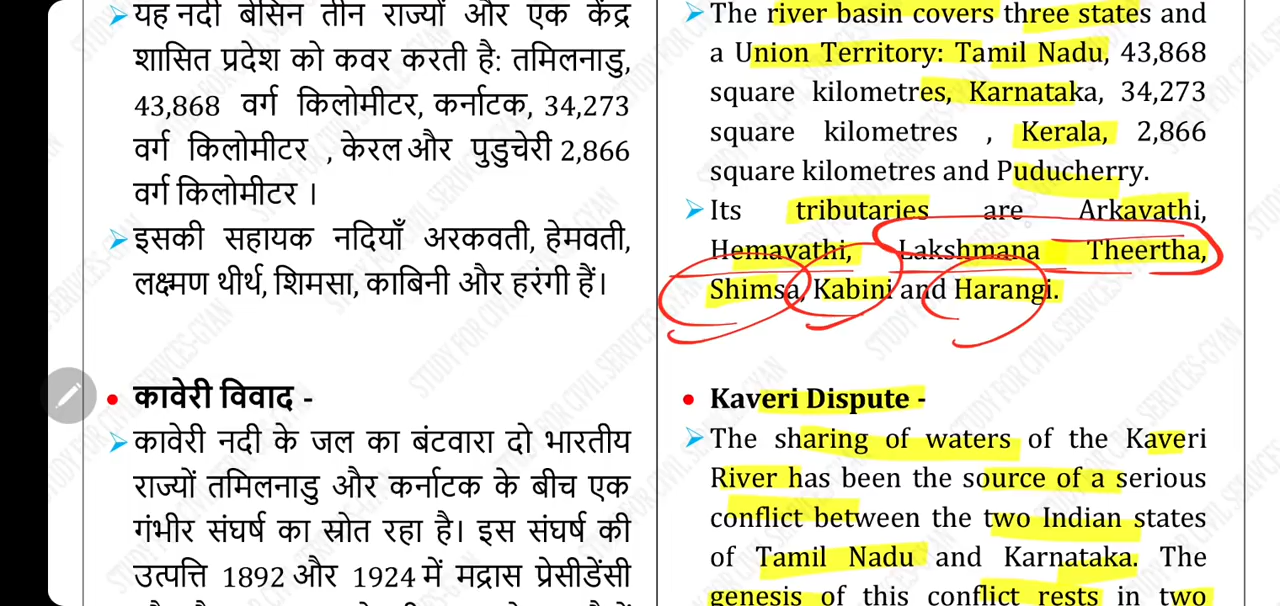 यह नदी बेसिन तीन राज्यों और एक केंद्र
शासित प्रदेश को कवर करती है: तमिलनाडु,
43,868 वर्ग किलोमीटर, कर्नाटक, 34,273
वर्ग किलोमीटर , केरल और पुडुचेरी 2,866
वर्ग किलोमीटर ।
इसकी सहायक नदियाँ अरकवती, हेमवती,
लक्ष्मण थीर्थ, शिमसा, काबिनी और हरंगी हैं।
कावेरी विवाद -
कावेरी नदी के जल का बंटवारा दो भारतीय
राज्यों तमिलनाडु और कर्नाटक के बीच एक
गंभीर संघर्ष का स्रोत रहा है। इस संघर्ष की
उत्पत्ति 1892 और 1924 में मद्रास प्रेसीडेंसी
The river basin covers three states and
a Union Territory: Tamil Nadu, 43,868
square kilometres, Karnataka, 34,273
square kilometres , Kerala, 2,866
square kilometres and Puducherry.
Its tributaries are Arkavathi,
Hemavathi, Lakshmana Theertha,
Shimsa, Kabini and Harangi.
Kaveri Dispute -
The sharing of waters of the Kaveri
River has been the source of a serious
conflict between the two Indian states
of Tamil Nadu and Karnataka. The
genesis of this conflict rests in two
STUDY FOR CIVIL SERIVCES-GYAN